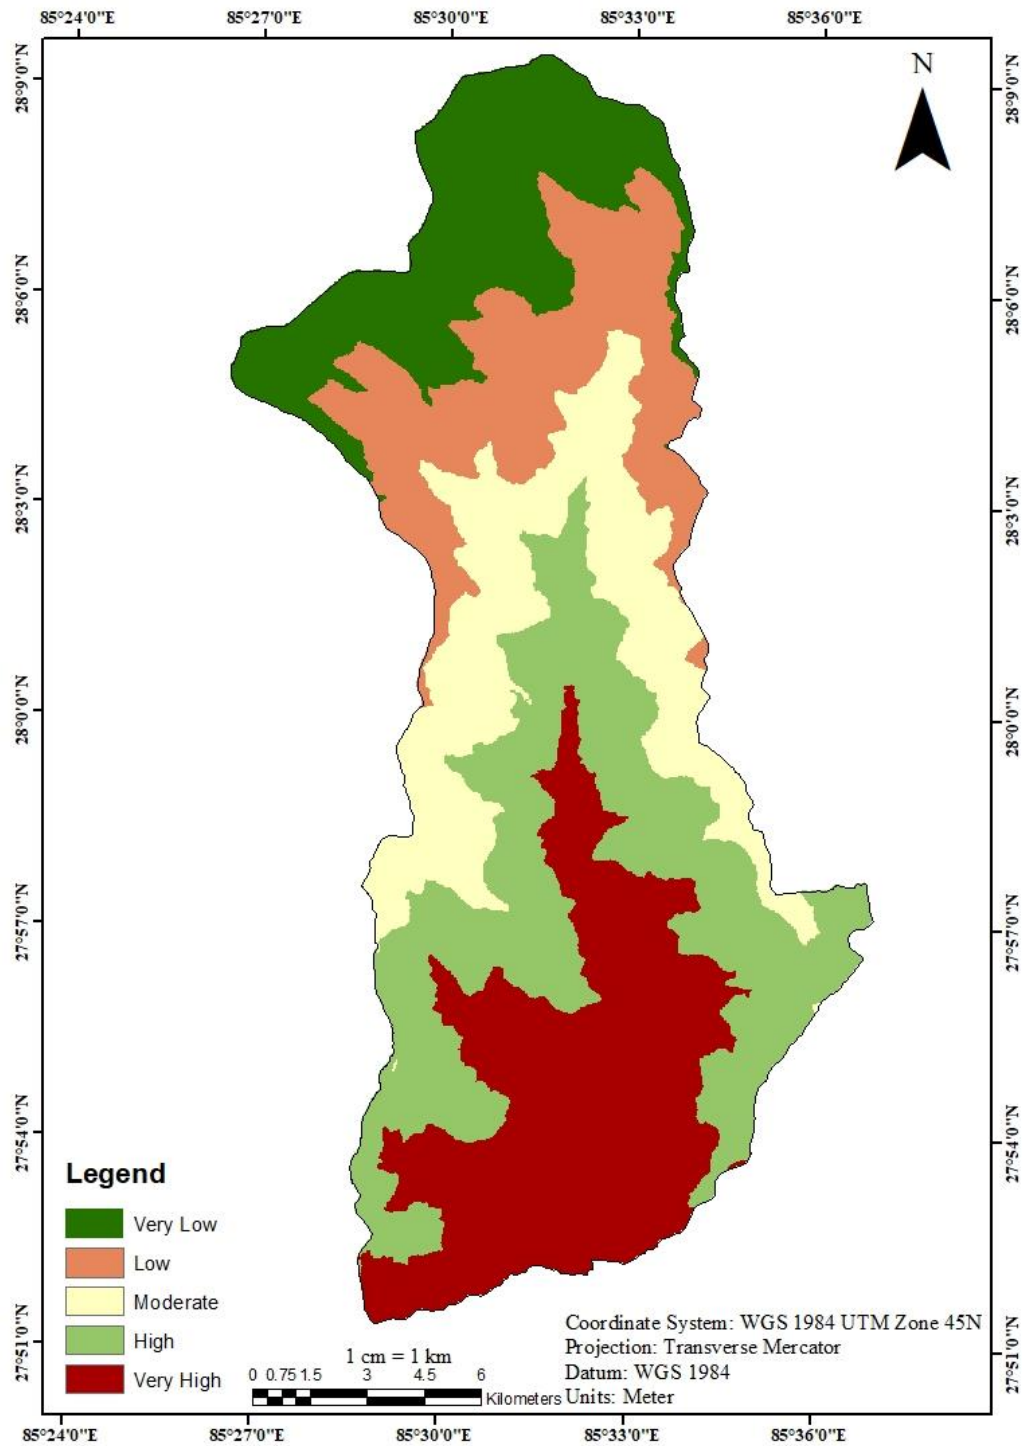 85°24'0"E 85°27'0"E 85°30'0"E 85°33'0"E 85°36'0"E
28°9'0"N
28°9'0"N
N
28°6'0"N
28°6'0"N
28°3'0"N
28°3'0"N
28°0'0"N
28°0'0"N
27°57'0"N
27°57'0"N
27°54'0"N
27°54'0"N
Legend
Very Low
Low
Moderate
High
Very High
27°51'0"N
27°51'0"N
1 cm = 1 km
0 0.75 1.5 3 4.5 6
Kilometers
Coordinate System: WGS 1984 UTM Zone 45N
Projection: Transverse Mercator
Datum: WGS 1984
Units: Meter
85°24'0"E 85°27'0"E 85°30'0"E 85°33'0"E 85°36'0"E